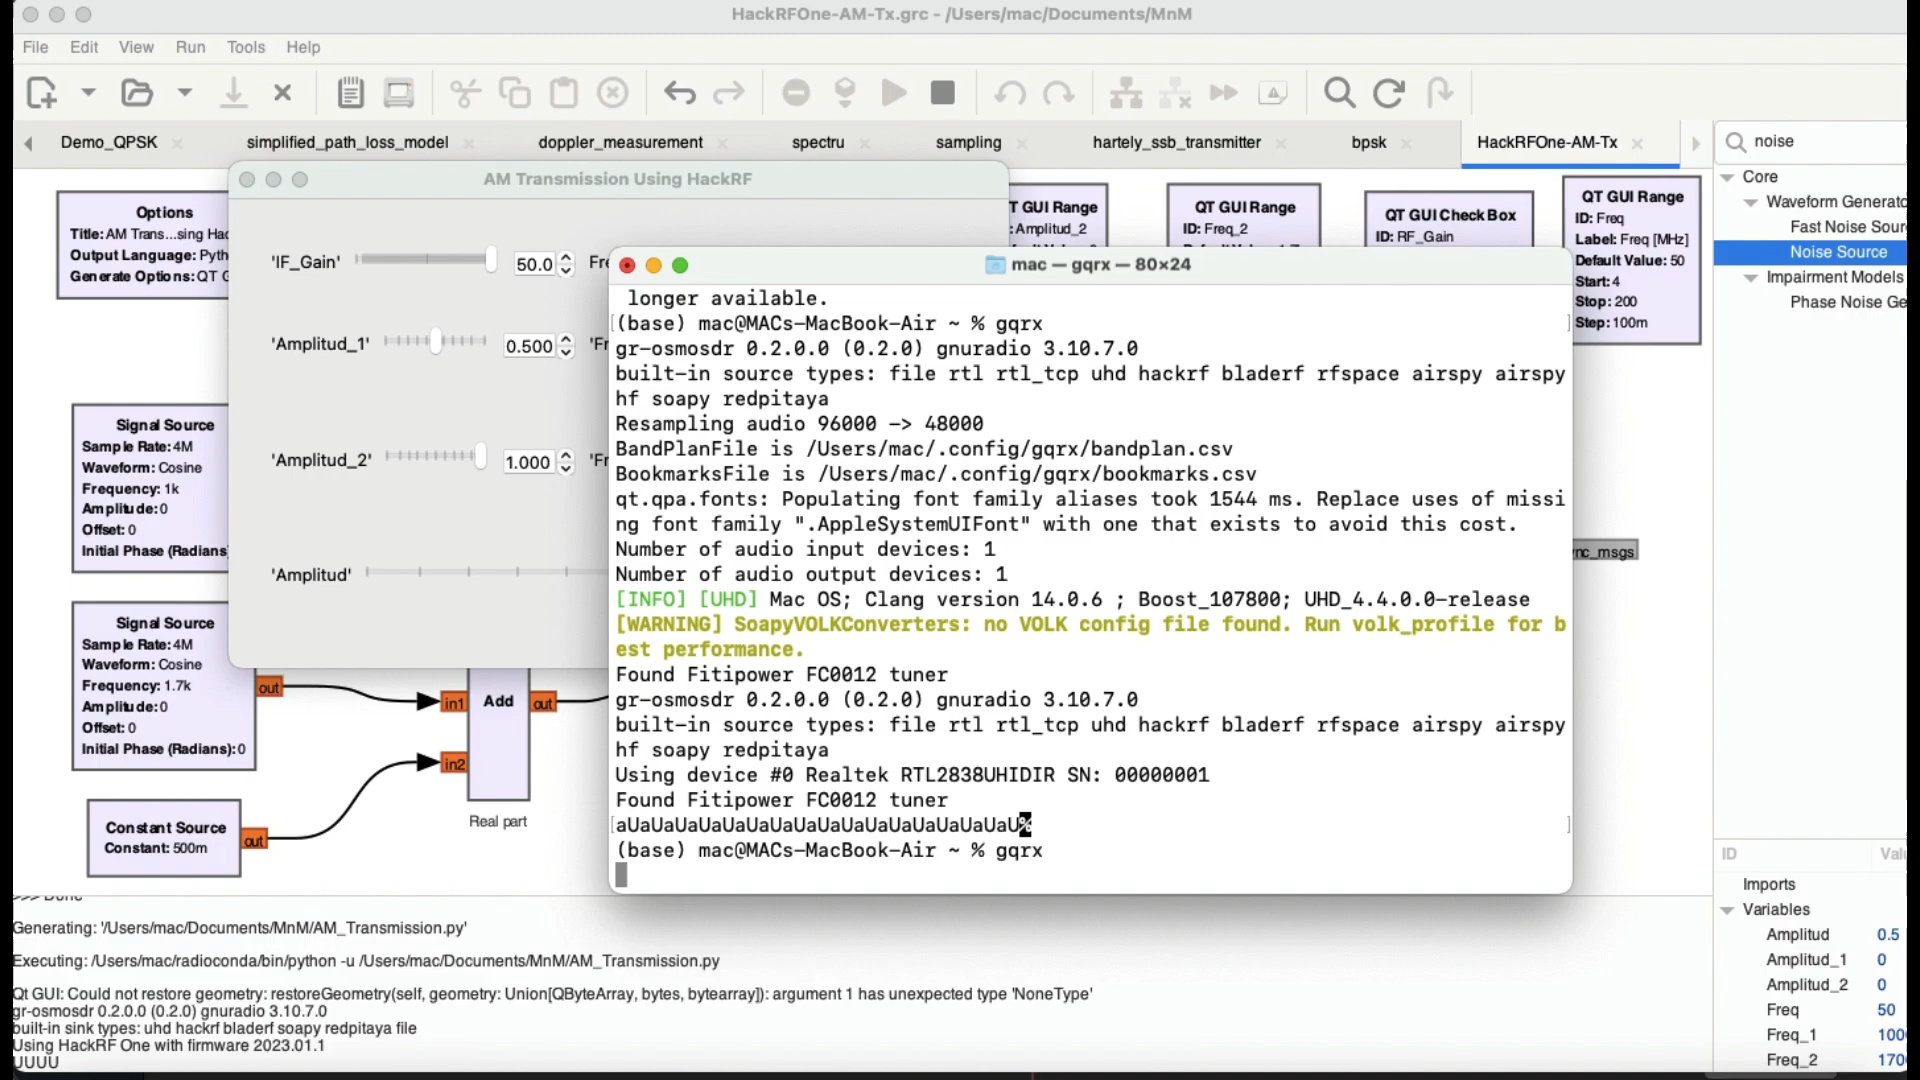 HackRFOne-AM-Tx.grc - /Users/mac/Documents/MnM
File Edit View Run Tools Help
Demo_QPSK simplified_path_loss_model doppler_measurement spectru sampling hartely_ssb_transmitter bpsk HackRFOne-AM-Tx
noise
Core
Waveform Generato
Fast Noise Sour
Noise Source
Impairment Models
Phase Noise Ge
Options
Title: AM Trans...sing Hac
Output Language: Pyth
Generate Options: QT G
AM Transmission Using HackRF
'IF_Gain' 50.0 Fre
'Amplitud_1' 0.500 'Fr
'Amplitud_2' 1.000 'Fr
'Amplitud'
T GUI Range
: Amplitud_2
QT GUI Range
ID: Freq_2
QT GUI Check Box
ID: RF_Gain
QT GUI Range
ID: Freq
Label: Freq [MHz]
Default Value: 50
Start: 4
Stop: 200
Step: 100m
Signal Source
Sample Rate: 4M
Waveform: Cosine
Frequency: 1k
Amplitude: 0
Offset: 0
Initial Phase (Radians
Signal Source
Sample Rate: 4M
Waveform: Cosine
Frequency: 1.7k
Amplitude: 0
Offset: 0
Initial Phase (Radians): 0
out
Constant Source
Constant: 500m
out
in1
in2
Add
out
Real part
nc_msgs
mac — gqrx — 80×24
longer available.
(base) mac@MACs-MacBook-Air ~ % gqrx
gr-osmosdr 0.2.0.0 (0.2.0) gnuradio 3.10.7.0
built-in source types: file rtl rtl_tcp uhd hackrf bladerf rfspace airspy airspy
hf soapy redpitaya
Resampling audio 96000 -> 48000
BandPlanFile is /Users/mac/.config/gqrx/bandplan.csv
BookmarksFile is /Users/mac/.config/gqrx/bookmarks.csv
qt.qpa.fonts: Populating font family aliases took 1544 ms. Replace uses of missi
ng font family ".AppleSystemUIFont" with one that exists to avoid this cost.
Number of audio input devices: 1
Number of audio output devices: 1
[INFO] [UHD] Mac OS; Clang version 14.0.6 ; Boost_107800; UHD_4.4.0.0-release
[WARNING] SoapyVOLKConverters: no VOLK config file found. Run volk_profile for b
est performance.
Found Fitipower FC0012 tuner
gr-osmosdr 0.2.0.0 (0.2.0) gnuradio 3.10.7.0
built-in source types: file rtl rtl_tcp uhd hackrf bladerf rfspace airspy airspy
hf soapy redpitaya
Using device #0 Realtek RTL2838UHIDIR SN: 00000001
Found Fitipower FC0012 tuner
aUaUaUaUaUaUaUaUaUaUaUaUaUaUaUaUaU%
(base) mac@MACs-MacBook-Air ~ % gqrx
>>> Done
Generating: '/Users/mac/Documents/MnM/AM_Transmission.py'
Executing: /Users/mac/radioconda/bin/python -u /Users/mac/Documents/MnM/AM_Transmission.py
Qt GUI: Could not restore geometry: restoreGeometry(self, geometry: Union[QByteArray, bytes, bytearray]): argument 1 has unexpected type 'NoneType'
gr-osmosdr 0.2.0.0 (0.2.0) gnuradio 3.10.7.0
built-in sink types: uhd hackrf bladerf soapy redpitaya file
Using HackRF One with firmware 2023.01.1
UUUU
ID Valu
Imports
Variables
Amplitud 0.5
Amplitud_1 0
Amplitud_2 0
Freq 50
Freq_1 100
Freq_2 170